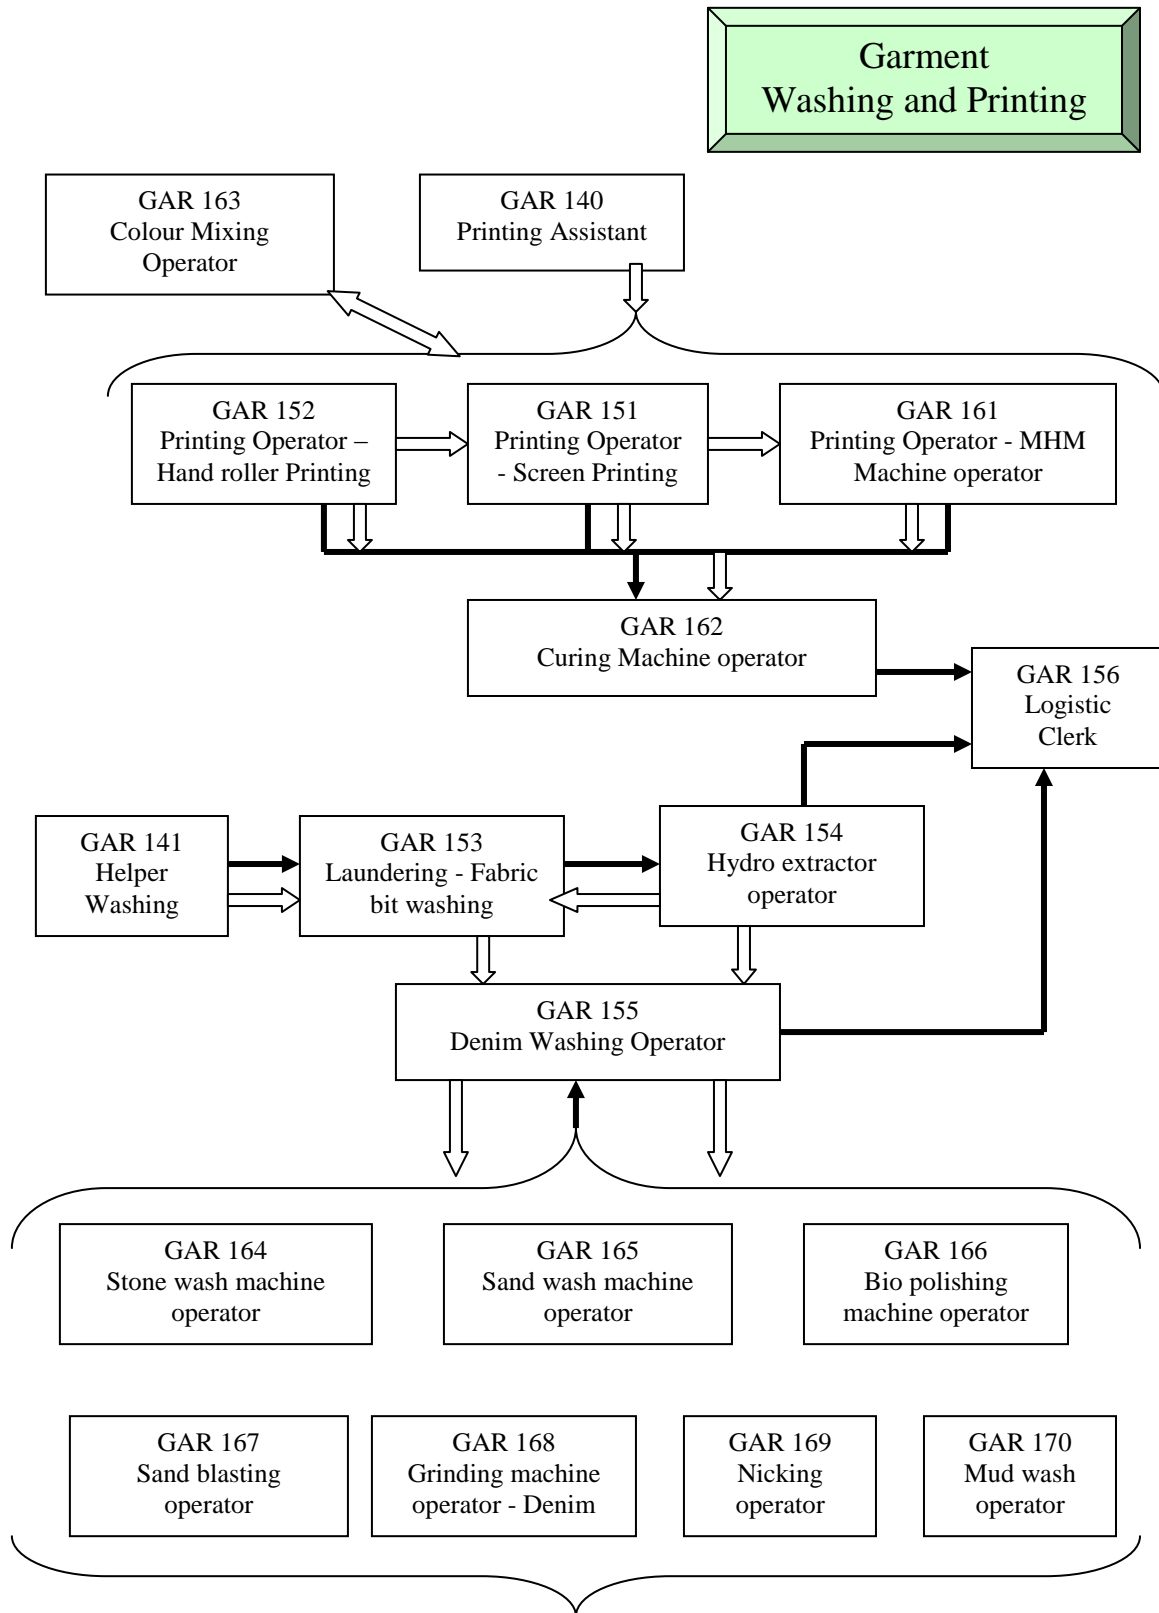 Garment
Washing and Printing
GAR 163
Colour Mixing
Operator
GAR 140
Printing Assistant
GAR 152
Printing Operator –
Hand roller Printing
GAR 151
Printing Operator
- Screen Printing
GAR 161
Printing Operator - MHM
Machine operator
GAR 162
Curing Machine operator
GAR 156
Logistic
Clerk
GAR 141
Helper
Washing
GAR 153
Laundering - Fabric
bit washing
GAR 154
Hydro extractor
operator
GAR 155
Denim Washing Operator
GAR 164
Stone wash machine
operator
GAR 165
Sand wash machine
operator
GAR 166
Bio polishing
machine operator
GAR 167
Sand blasting
operator
GAR 168
Grinding machine
operator - Denim
GAR 169
Nicking
operator
GAR 170
Mud wash
operator